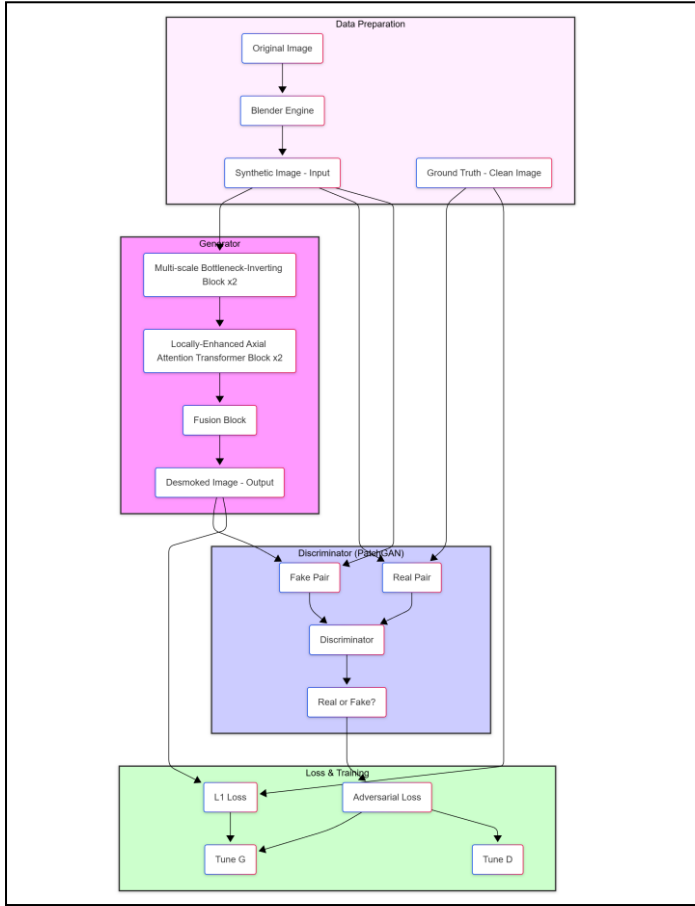 Data Preparation
Original Image
Blender Engine
Synthetic Image - Input
Ground Truth - Clean Image
Generator
Multi-scale Bottleneck-Inverting
Block x2
Locally-Enhanced Axial
Attention Transformer Block x2
Fusion Block
Desmoked Image - Output
Discriminator (PatchGAN)
Fake Pair
Real Pair
Discriminator
Real or Fake?
Loss & Training
L1 Loss
Adversarial Loss
Tune G
Tune D